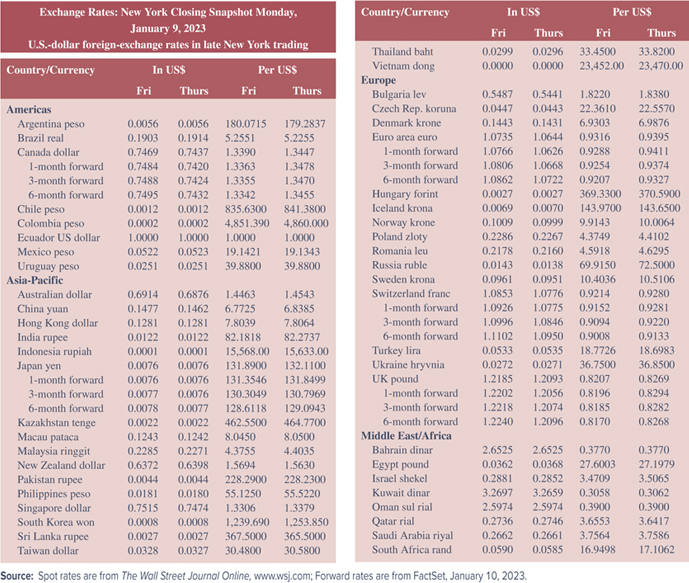 Exchange Rates: New York Closing Snapshot Monday,
January 9, 2023
U.S.-dollar foreign-exchange rates in late New York trading
Country/Currency In US$ Per US$
Fri Thurs Fri Thurs
Americas
Argentina peso 0.0056 0.0056 180.0715 179.2837
Brazil real 0.1903 0.1914 5.2551 5.2255
Canada dollar 0.7469 0.7437 1.3390 1.3447
1-month forward 0.7484 0.7420 1.3363 1.3478
3-month forward 0.7488 0.7424 1.3355 1.3470
6-month forward 0.7495 0.7432 1.3342 1.3455
Chile peso 0.0012 0.0012 835.6300 841.3800
Colombia peso 0.0002 0.0002 4,851.390 4,860.000
Ecuador US dollar 1.0000 1.0000 1.0000 1.0000
Mexico peso 0.0522 0.0523 19.1421 19.1343
Uruguay peso 0.0251 0.0251 39.8800 39.8800
Asia-Pacific
Australian dollar 0.6914 0.6876 1.4463 1.4543
China yuan 0.1477 0.1462 6.7725 6.8385
Hong Kong dollar 0.1281 0.1281 7.8039 7.8064
India rupee 0.0122 0.0122 82.1818 82.2737
Indonesia rupiah 0.0001 0.0001 15,568.00 15,633.00
Japan yen 0.0076 0.0076 131.8900 132.1100
1-month forward 0.0076 0.0076 131.3546 131.8499
3-month forward 0.0077 0.0076 130.3049 130.7969
6-month forward 0.0078 0.0077 128.6118 129.0943
Kazakhstan tenge 0.0022 0.0022 462.5500 464.7700
Macau pataca 0.1243 0.1242 8.0450 8.0500
Malaysia ringgit 0.2285 0.2271 4.3755 4.4035
New Zealand dollar 0.6372 0.6398 1.5694 1.5630
Pakistan rupee 0.0044 0.0044 228.2900 228.2300
Philippines peso 0.0181 0.0180 55.1250 55.5220
Singapore dollar 0.7515 0.7474 1.3306 1.3379
South Korea won 0.0008 0.0008 1,239.690 1,253.850
Sri Lanka rupee 0.0027 0.0027 367.5000 365.5000
Taiwan dollar 0.0328 0.0327 30.4800 30.5800
Country/Currency In US$ Per US$
Fri Thurs Fri Thurs
Thailand baht 0.0299 0.0296 33.4500 33.8200
Vietnam dong 0.0000 0.0000 23,452.00 23,470.00
Europe
Bulgaria lev 0.5487 0.5441 1.8220 1.8380
Czech Rep. koruna 0.0447 0.0443 22.3610 22.5570
Denmark krone 0.1443 0.1431 6.9303 6.9876
Euro area euro 1.0735 1.0644 0.9316 0.9395
1-month forward 1.0766 1.0626 0.9288 0.9411
3-month forward 1.0806 1.0668 0.9254 0.9374
6-month forward 1.0862 1.0722 0.9207 0.9327
Hungary forint 0.0027 0.0027 369.3300 370.5900
Iceland krona 0.0069 0.0070 143.9700 143.6500
Norway krone 0.1009 0.0999 9.9143 10.0064
Poland zloty 0.2286 0.2267 4.3749 4.4102
Romania leu 0.2178 0.2160 4.5918 4.6295
Russia ruble 0.0143 0.0138 69.9150 72.5000
Sweden krona 0.0961 0.0951 10.4036 10.5106
Switzerland franc 1.0853 1.0776 0.9214 0.9280
1-month forward 1.0926 1.0775 0.9152 0.9281
3-month forward 1.0996 1.0846 0.9094 0.9220
6-month forward 1.1102 1.0950 0.9008 0.9133
Turkey lira 0.0533 0.0535 18.7726 18.6983
Ukraine hryvnia 0.0272 0.0271 36.7500 36.8500
UK pound 1.2185 1.2093 0.8207 0.8269
1-month forward 1.2202 1.2056 0.8196 0.8294
3-month forward 1.2218 1.2074 0.8185 0.8282
6-month forward 1.2240 1.2096 0.8170 0.8268
Middle East/Africa
Bahrain dinar 2.6525 2.6525 0.3770 0.3770
Egypt pound 0.0362 0.0368 27.6003 27.1979
Israel shekel 0.2881 0.2852 3.4709 3.5065
Kuwait dinar 3.2697 3.2659 0.3058 0.3062
Oman sul rial 2.5974 2.5974 0.3900 0.3900
Qatar rial 0.2736 0.2746 3.6553 3.6417
Saudi Arabia riyal 0.2662 0.2661 3.7564 3.7586
South Africa rand 0.0590 0.0585 16.9498 17.1062
Source: Spot rates are from The Wall Street Journal Online, www.wsj.com; Forward rates are from FactSet, January 10, 2023.